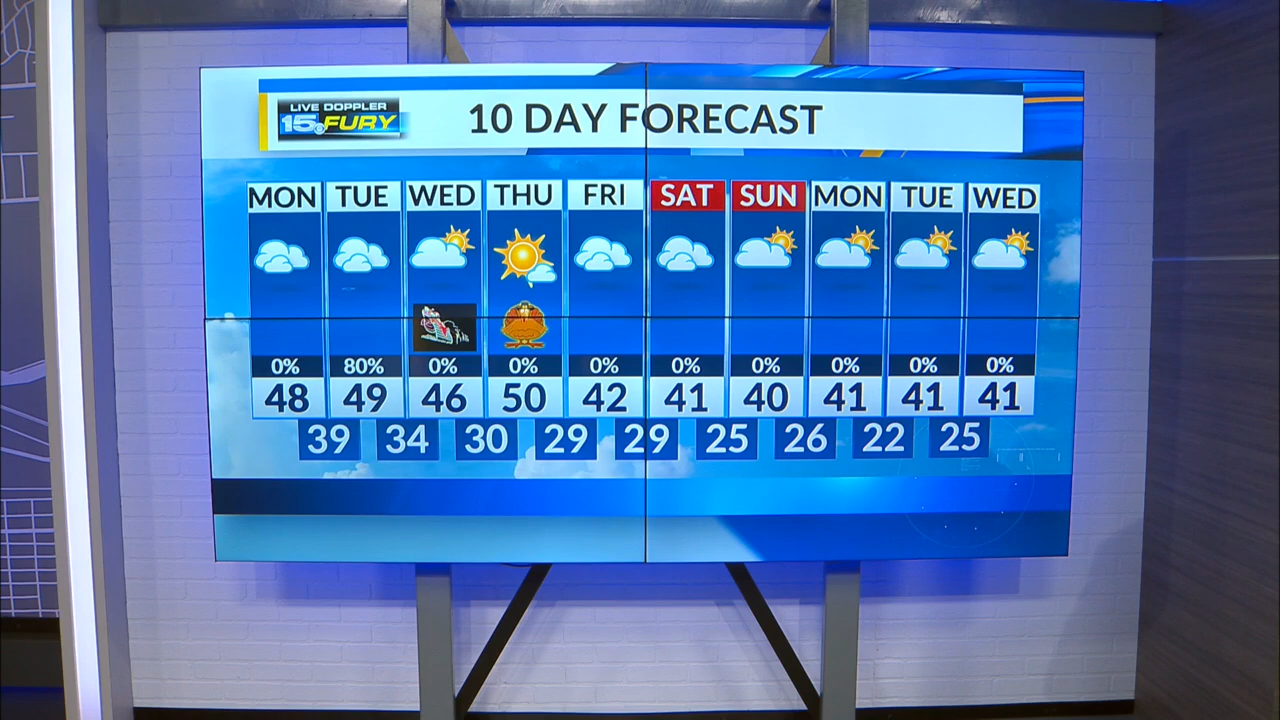 LIVE DOPPLER
15 FURY
10 DAY FORECAST
MON TUE WED THU FRI SAT SUN MON TUE WED
0% 80% 0% 0% 0% 0% 0% 0% 0% 0%
48 49 46 50 42 41 40 41 41 41
39 34 30 29 29 25 26 22 25